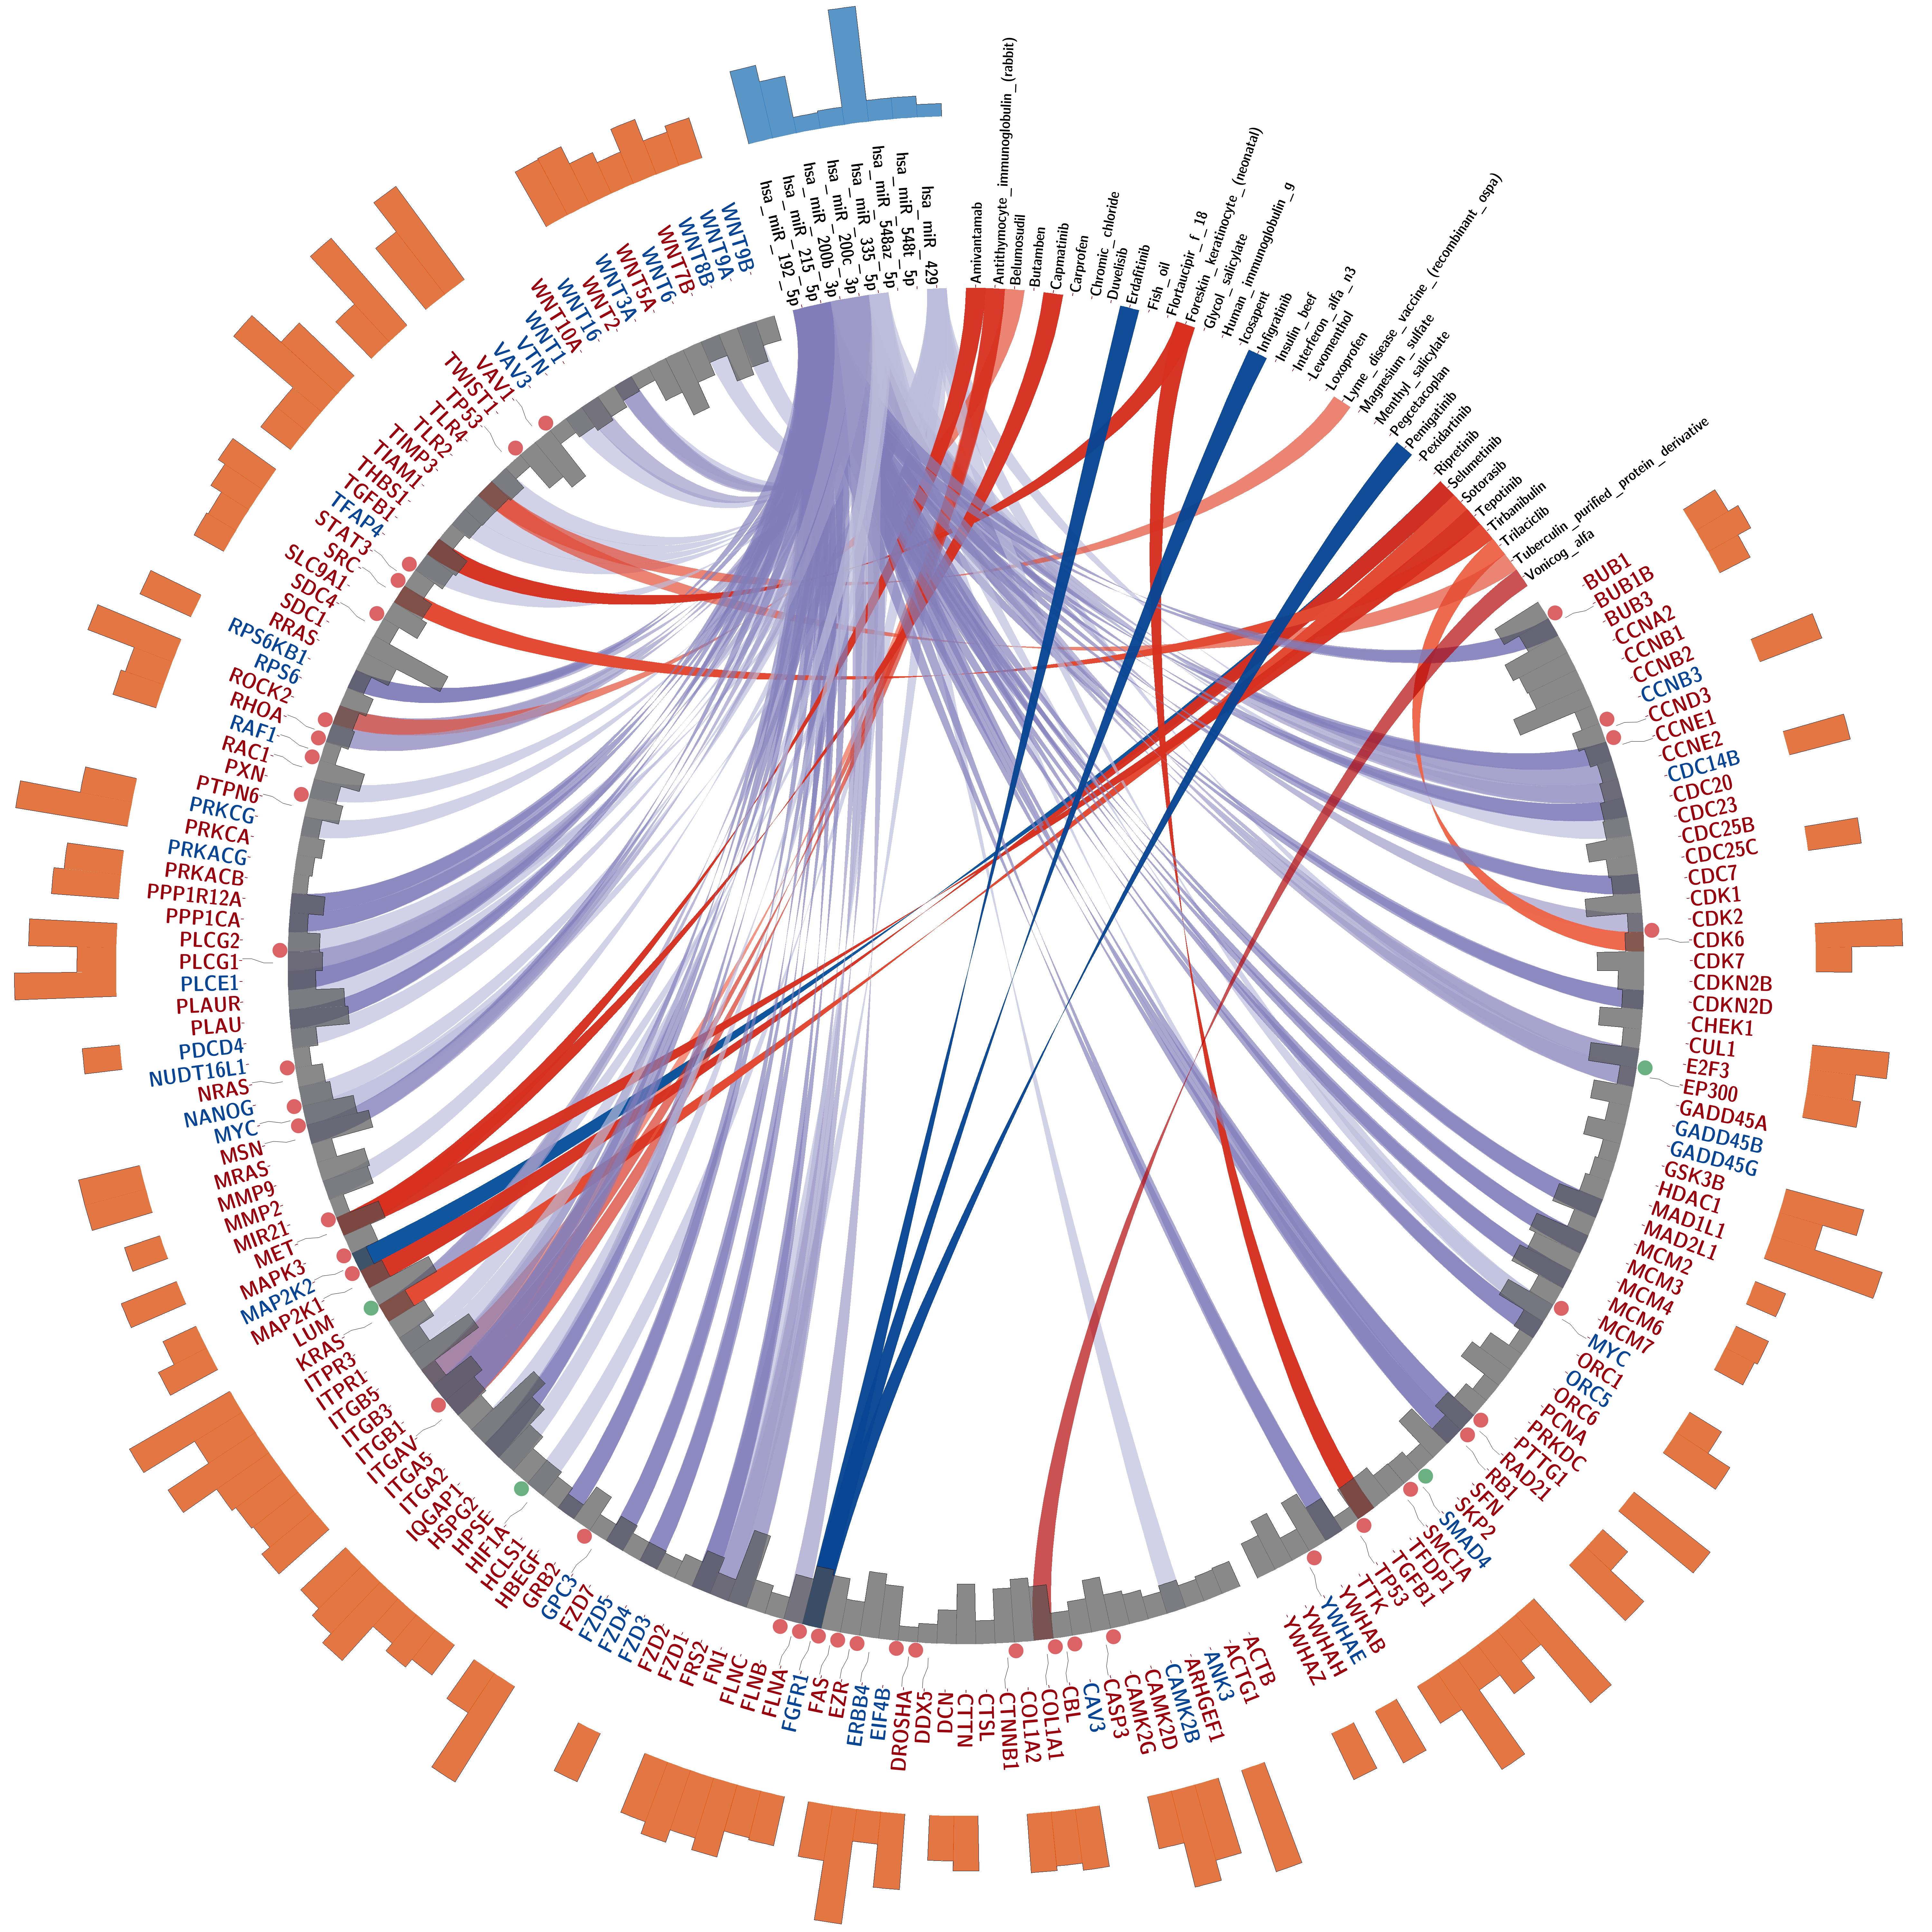 hsa_miR_192_5p
hsa_miR_215_5p
hsa_miR_200b_3p
hsa_miR_200c_3p
hsa_miR_335_5p
hsa_miR_548az_5p
hsa_miR_548t_5p
hsa_miR_429
Amivantamab
Antithymocyte_immunoglobulin_(rabbit)
Belumosudil
Butamben
Capmatinib
Carprofen
Chromic_chloride
Duvelisib
Erdafitinib
Fish_oil
Flortaucipir_f_18
Foreskin_keratinocyte_(neonatal)
Glycol_salicylate
Human_immunoglobulin_g
Icosapent
Infigratinib
Insulin_beef
Interferon_alfa_n3
Levomenthol
Loxoprofen
Lyme_disease_vaccine_(recombinant_ospa)
Magnesium_sulfate
Menthyl_salicylate
Pegcetacoplan
Pemigatinib
Pexidartinib
Ripretinib
Selumetinib
Sotorasib
Tepotinib
Tirbanibulin
Trilaciclib
Tuberculin_purified_protein_derivative
Vonicog_alfa
BUB1
BUB1B
BUB3
CCNA2
CCNB1
CCNB2
CCNB3
CCND3
CCNE1
CCNE2
CDC14B
CDC20
CDC23
CDC25B
CDC25C
CDC7
CDK1
CDK2
CDK6
CDK7
CDKN2B
CDKN2D
CHEK1
CUL1
E2F3
EP300
GADD45A
GADD45B
GADD45G
GSK3B
HDAC1
MAD1L1
MAD2L1
MCM2
MCM3
MCM4
MCM6
MCM7
MYC
ORC1
ORC5
ORC6
PCNA
PRKDC
PTTG1
RAD21
RB1
SFN
SKP2
SMAD4
SMC1A
TFDP1
TGFB1
TP53
TTK
YWHAB
YWHAE
YWHAH
YWHAZ
ACTB
ACTG1
ANK3
ARHGEF1
CAMK2B
CAMK2D
CAMK2G
CASP3
CAV3
CBL
COL1A1
COL1A2
CTNNB1
CTSL
CTTN
DCN
DDX5
DROSHA
EIF4B
ERBB4
EZR
FAS
FGFR1
FLNA
FLNB
FLNC
FN1
FRS2
FZD1
FZD2
FZD3
FZD4
FZD5
FZD7
GPC3
GRB2
HBEGF
HCLS1
HIF1A
HPSE
HSPG2
IQGAP1
ITGA2
ITGA5
ITGAV
ITGB1
ITGB3
ITGB5
ITPR1
ITPR3
KRAS
LUM
MAP2K1
MAP2K2
MAPK3
MET
MIR21
MMP2
MMP9
MRAS
MSN
MYC
NANOG
NRAS
NUDT16L1
PDCD4
PLAU
PLAUR
PLCE1
PLCG1
PLCG2
PPP1CA
PPP1R12A
PRKACB
PRKACG
PRKCA
PRKCG
PTPN6
PXN
RAC1
RAF1
RHOA
ROCK2
RPS6
RPS6KB1
RRAS
SDC1
SDC4
SLC9A1
SRC
STAT3
TFAP4
TGFB1
THBS1
TIAM1
TIMP3
TLR2
TLR4
TP53
TWIST1
VAV1
VAV3
VTN
WNT1
WNT10A
WNT16
WNT2
WNT3A
WNT5A
WNT6
WNT7B
WNT8B
WNT9A
WNT9B